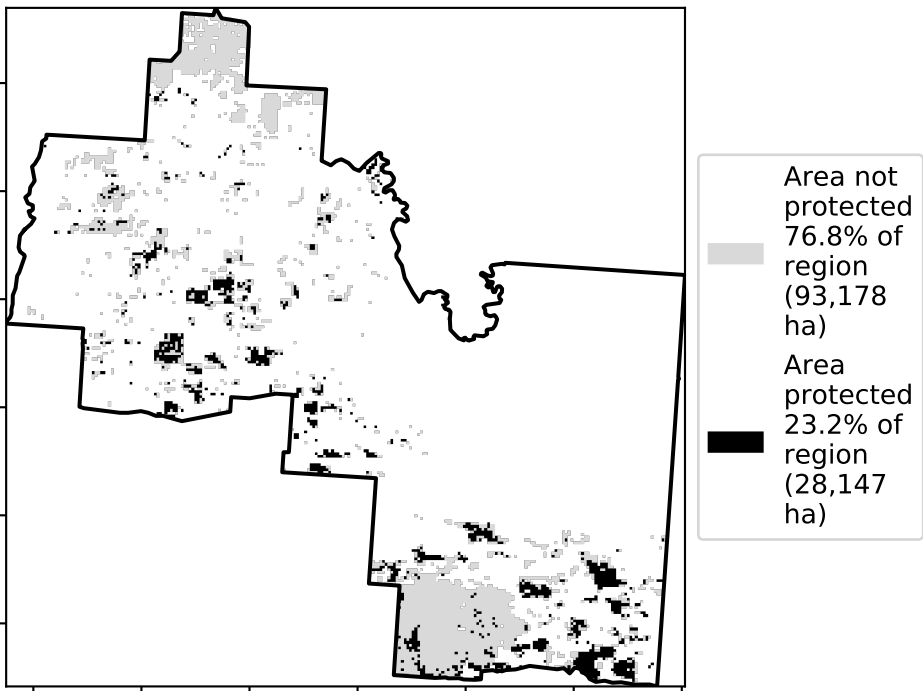 Area not
protected
76.8% of
region
(93,178
ha)
Area
protected
23.2% of
region
(28,147
ha)